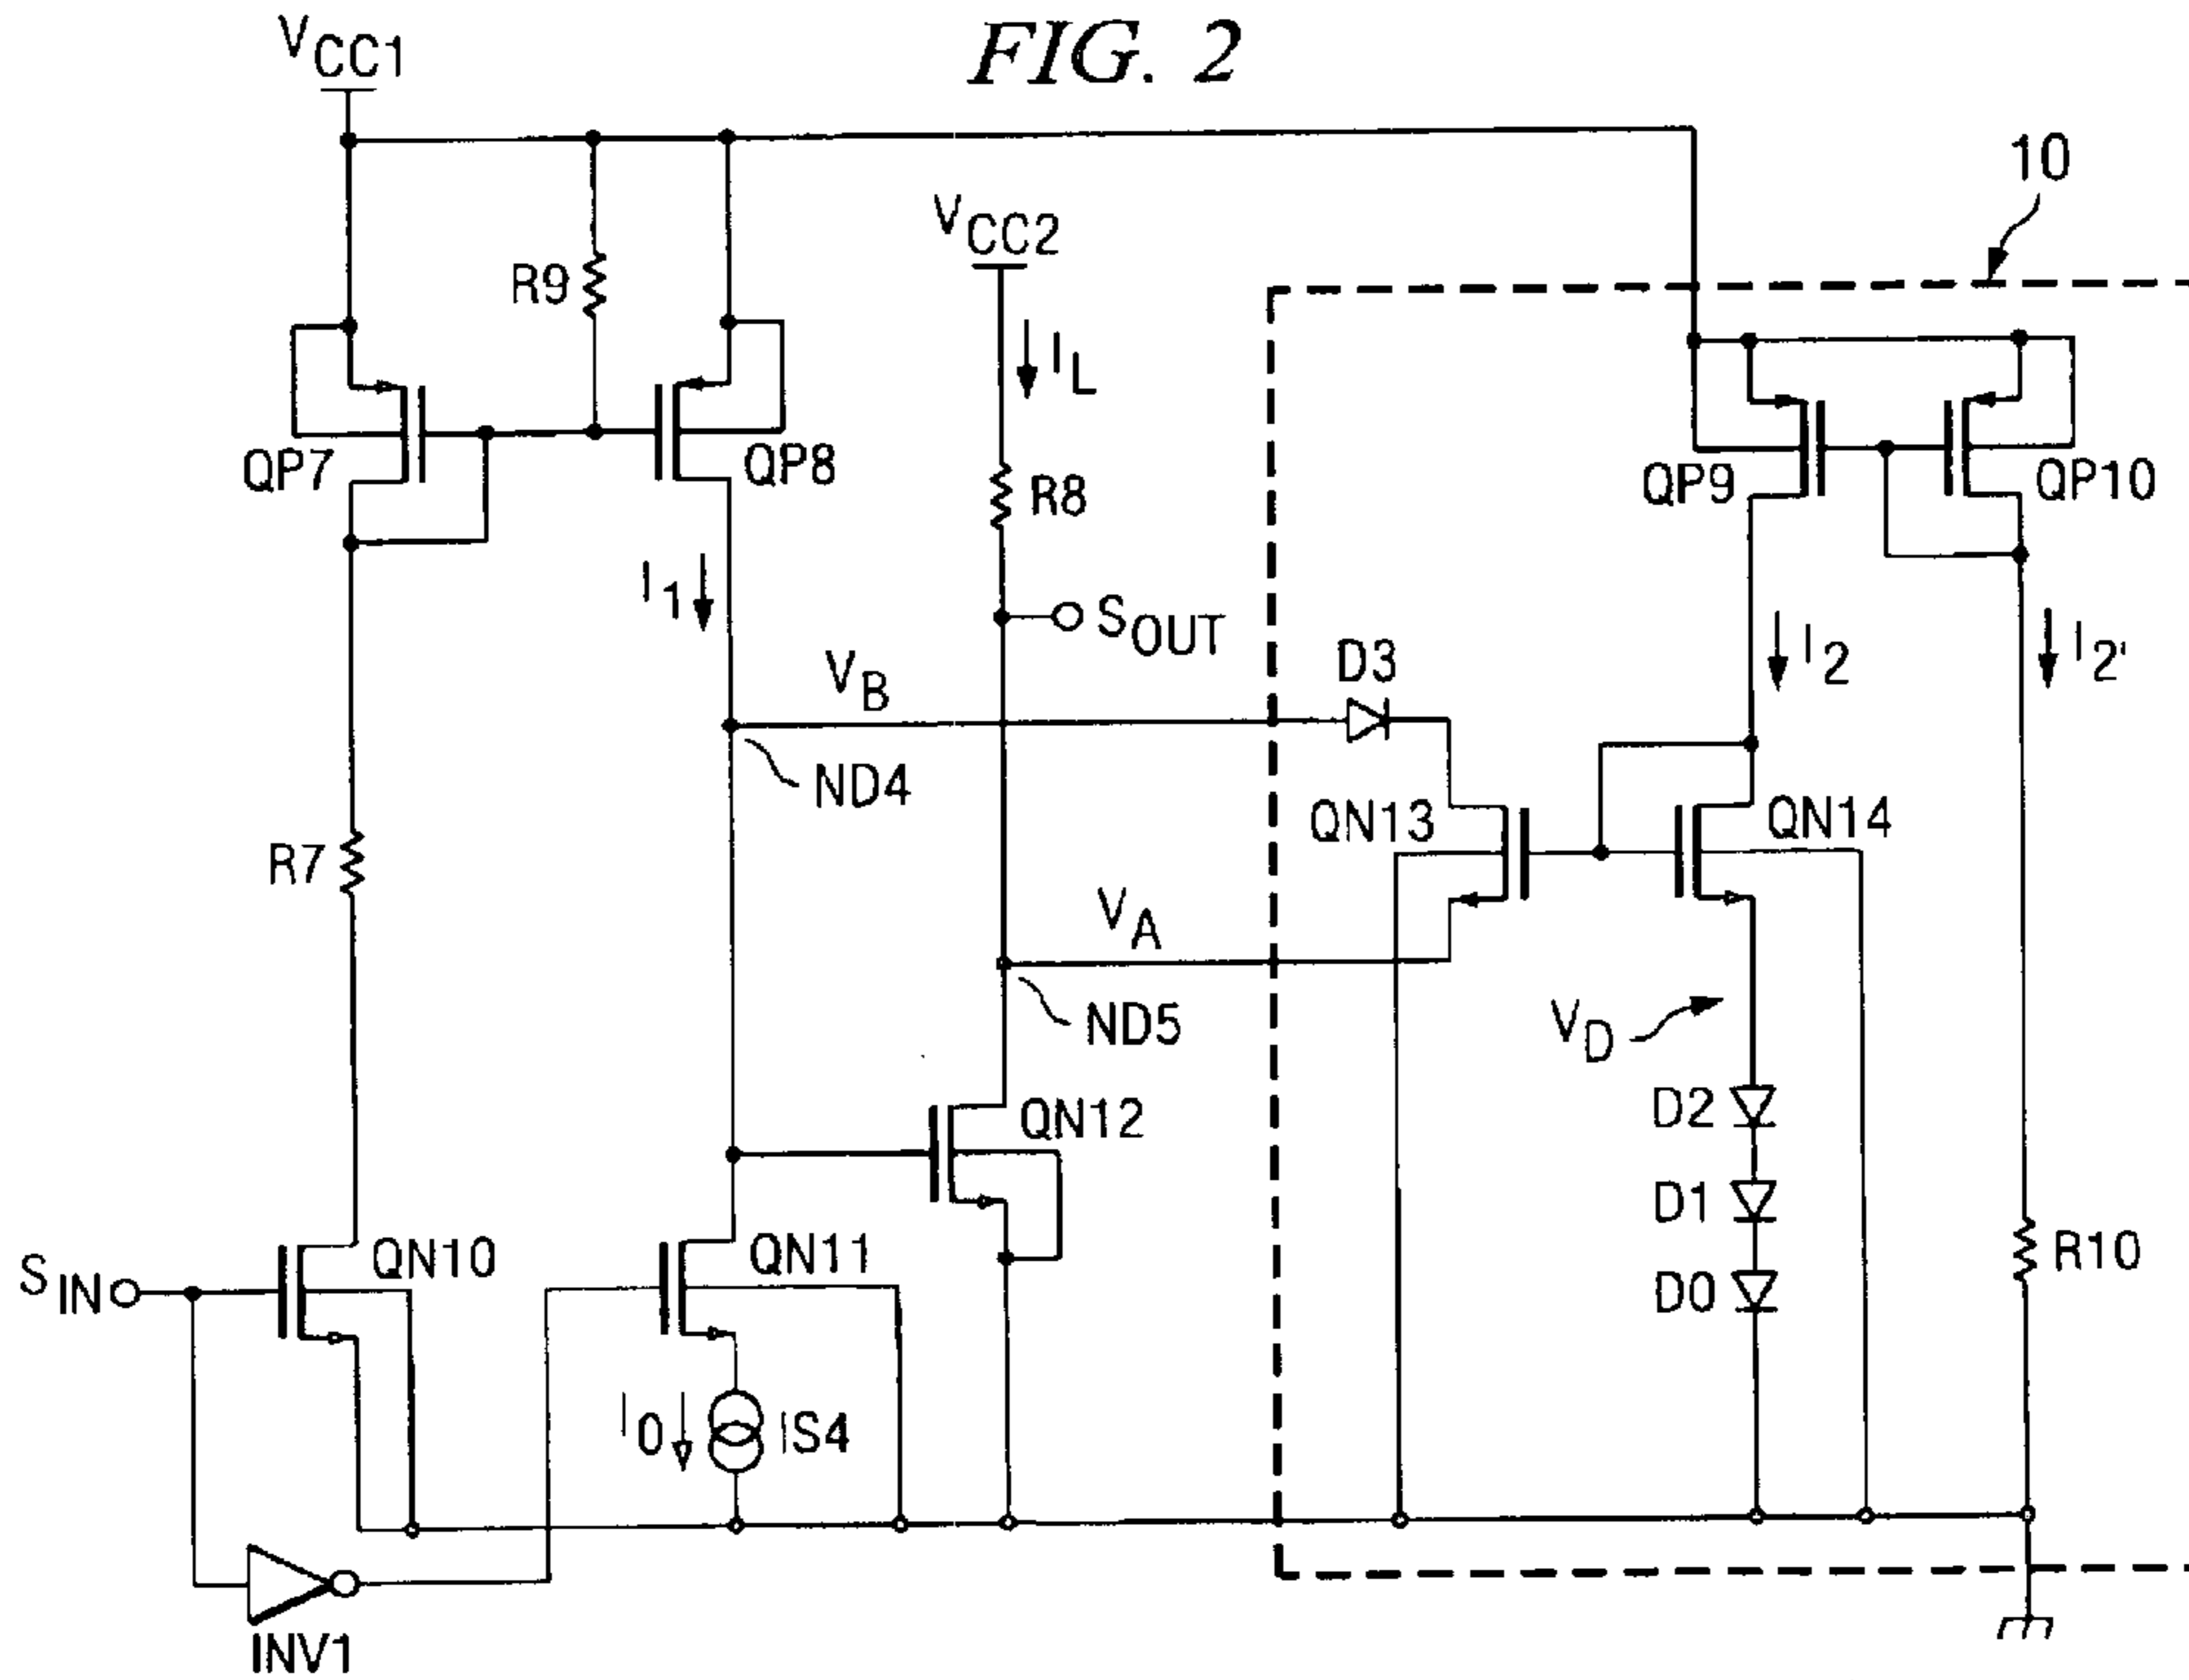 FIG. 2
VCC1
10
VCC2
R9
IL
QP7
QP8
R8
QP9
QP10
I1
SOUT
I2
I2'
VB
D3
ND4
QN13
QN14
R7
VA
ND5
VD
D2
QN12
D1
SIN
QN10
QN11
D0
R10
I0
IS4
INV1